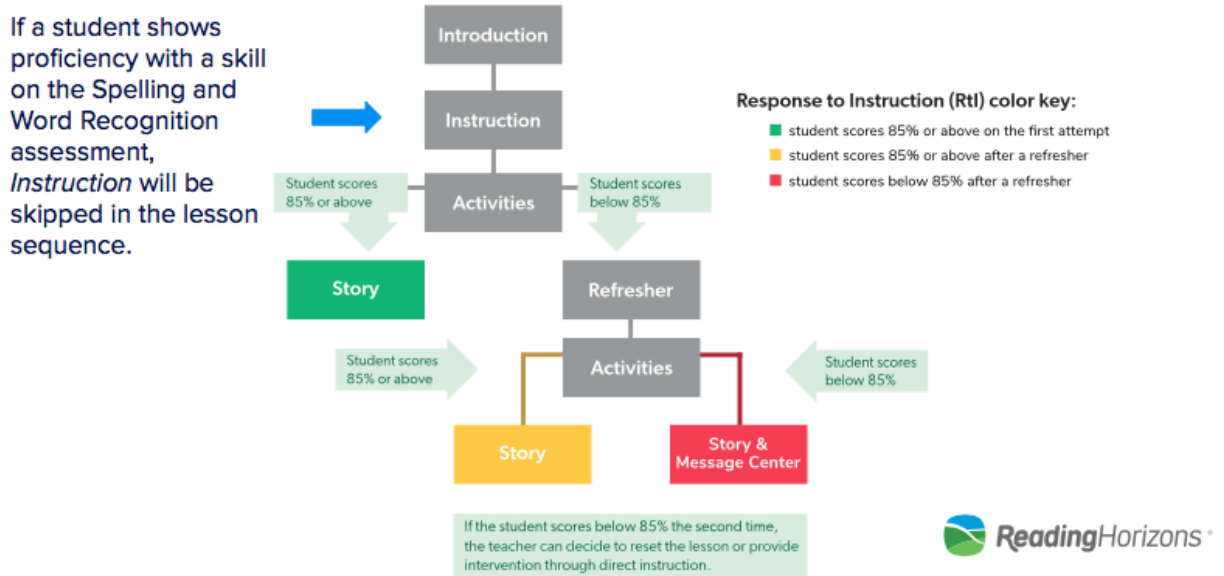 If a student shows
proficiency with a skill
on the Spelling and
Word Recognition
assessment,
Instruction will be
skipped in the lesson
sequence.
Introduction
Instruction
Student scores
85% or above
Activities
Student scores
below 85%
Response to Instruction (RtI) color key:
student scores 85% or above on the first attempt
student scores 85% or above after a refresher
student scores below 85% after a refresher
Story
Refresher
Student scores
85% or above
Activities
Student scores
below 85%
Story
Story &
Message Center
If the student scores below 85% the second time,
the teacher can decide to reset the lesson or provide
intervention through direct instruction.
ReadingHorizons